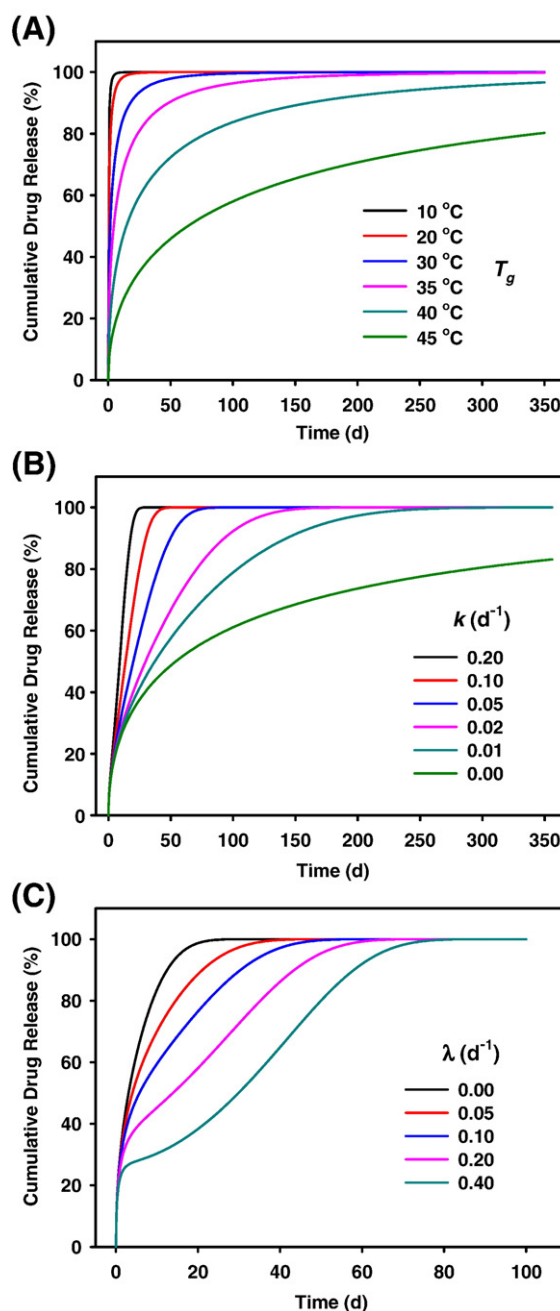 (A)
100
80
60
40
20
0
Cumulative Drug Release (%)
10 °C
20 °C
30 °C
35 °C
40 °C
45 °C
Tg
0 50 100 150 200 250 300 350
Time (d)
(B)
100
80
60
40
20
0
Cumulative Drug Release (%)
k (d⁻¹)
0.20
0.10
0.05
0.02
0.01
0.00
0 50 100 150 200 250 300 350
Time (d)
(C)
100
80
60
40
20
0
Cumulative Drug Release (%)
λ (d⁻¹)
0.00
0.05
0.10
0.20
0.40
0 20 40 60 80 100
Time (d)